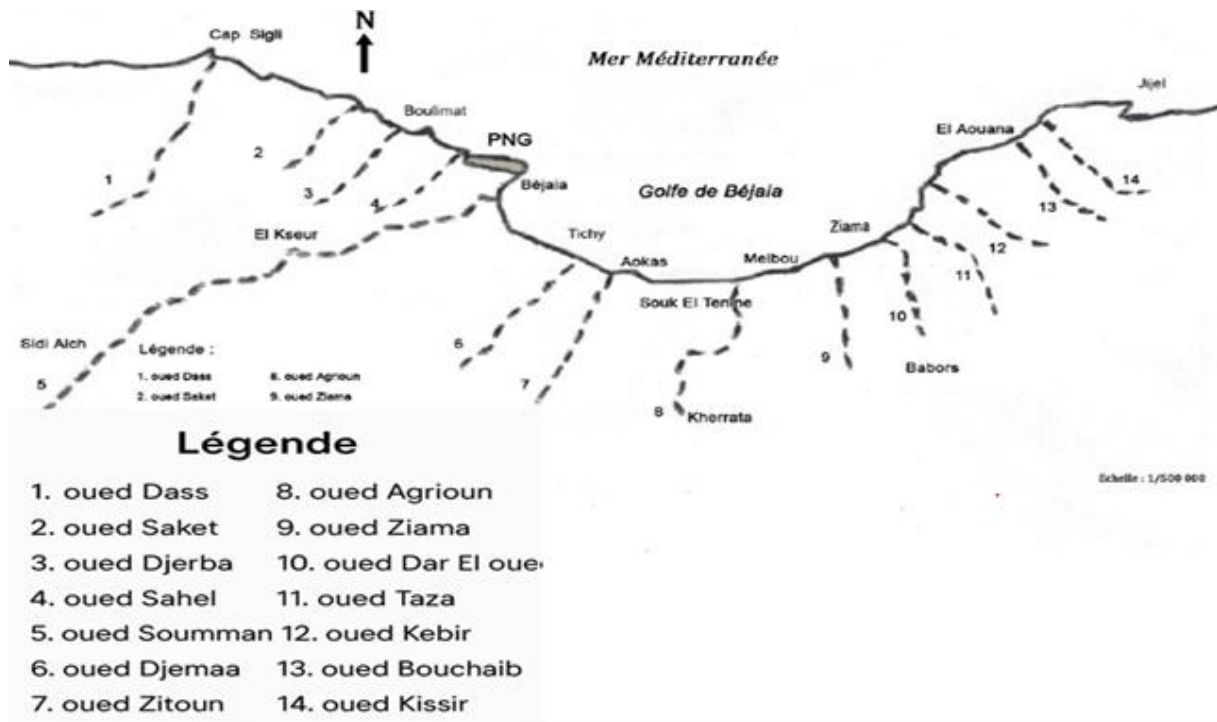 Cap Sigli
N
Mer Méditerranée
Jijel
Boulimat
El Aouana
PNG
1
2
3
4
Béjaia
Golfe de Béjaia
14
13
El Kseur
Tichy
Ziama
12
Aokas
Melbou
11
Souk El Tenine
10
Sidi Aich
6
9
Babors
5
7
8
Kherrata
Légende :
1. oued Dass 8. oued Agrioun
2. oued Saket 9. oued Ziama
Echelle : 1/500 000
Légende
1. oued Dass 8. oued Agrioun
2. oued Saket 9. oued Ziama
3. oued Djerba 10. oued Dar El oue
4. oued Sahel 11. oued Taza
5. oued Soumman 12. oued Kebir
6. oued Djemaa 13. oued Bouchaib
7. oued Zitoun 14. oued Kissir